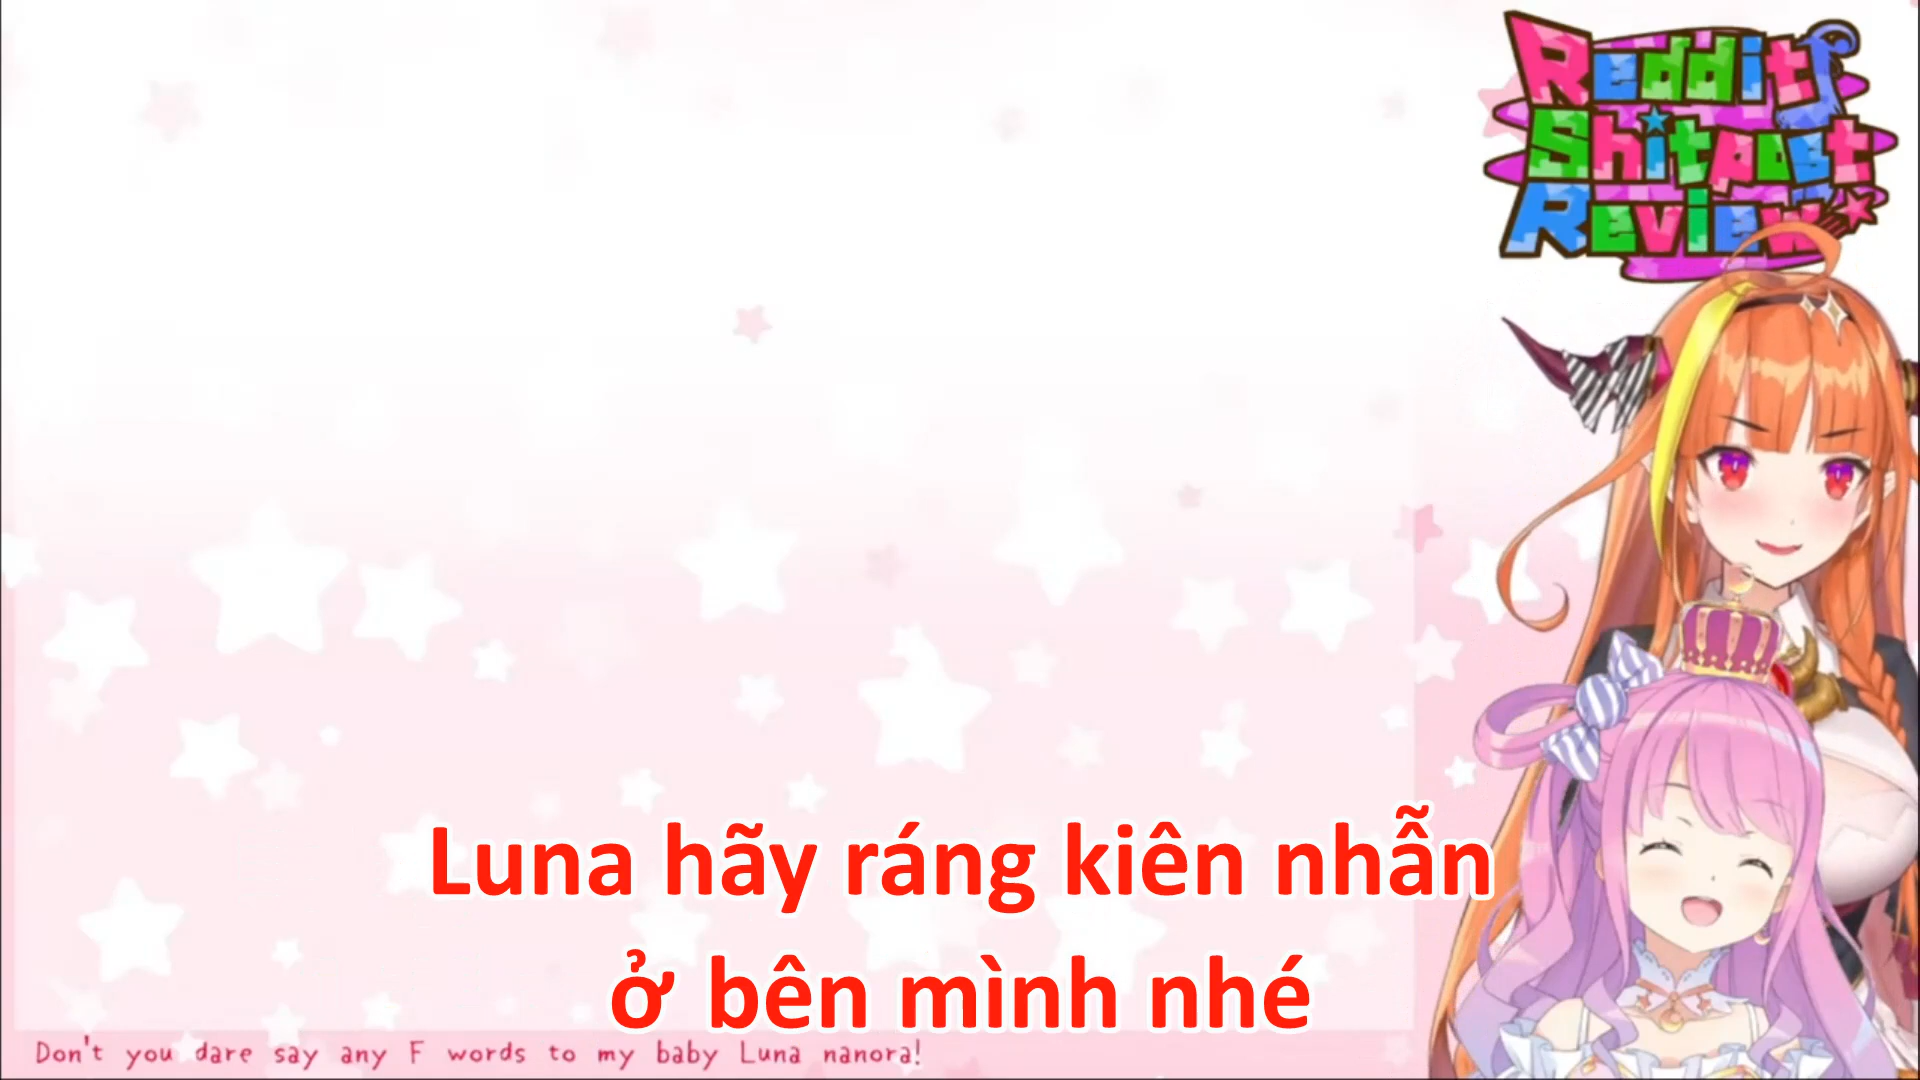 Reddit
Shitpost
Review
Luna hãy ráng kiên nhẫn
ở bên mình nhé
Don't you dare say any F words to my baby Luna nanora!